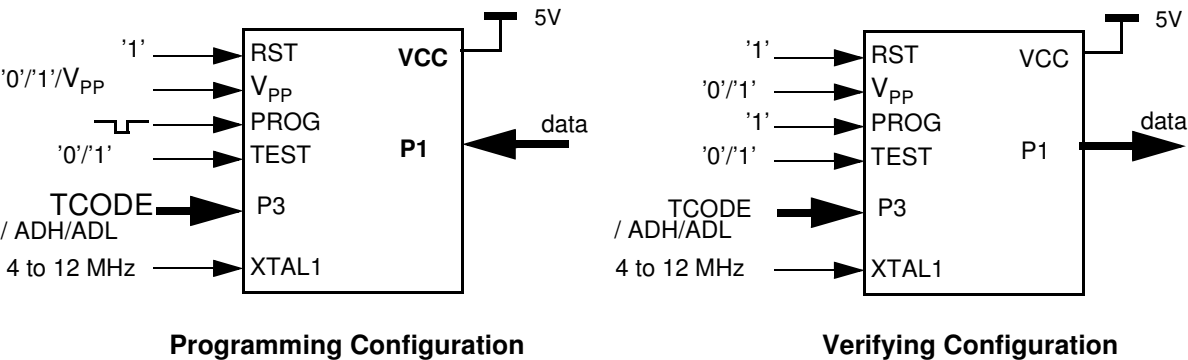 5V
'1' RST VCC
'0'/'1'/VPP VPP
PROG data
'0'/'1' TEST P1
TCODE P3
/ ADH/ADL
4 to 12 MHz XTAL1
Programming Configuration
5V
'1' RST VCC
'0'/'1' VPP
'1' PROG data
'0'/'1' TEST P1
TCODE P3
/ ADH/ADL
4 to 12 MHz XTAL1
Verifying Configuration